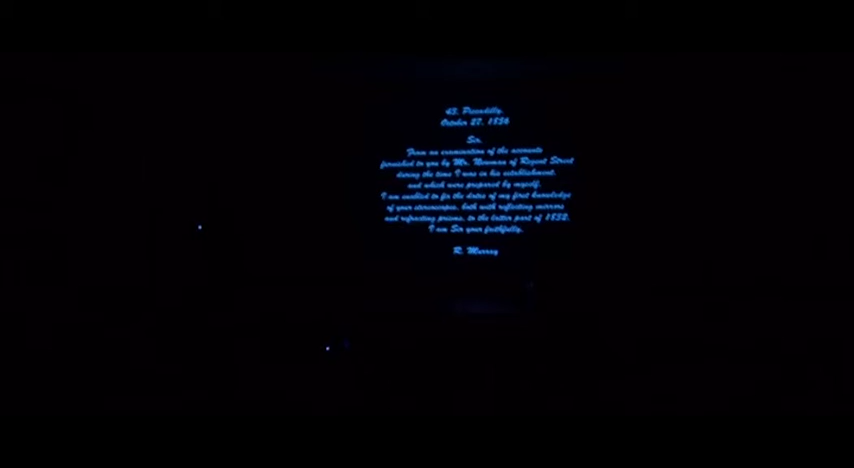 43, Piccadilly,
October 27, 1856
Sir,
From an examination of the accounts
furnished to you by Mr. Newman of Regent Street
during the time I was in his establishment,
and which were prepared by myself,
I am enabled to fix the dates of my first knowledge
of your stereoscopes, both with reflecting mirrors
and refracting prisms, to the latter part of 1832.
I am Sir your faithfully,
R. Murray